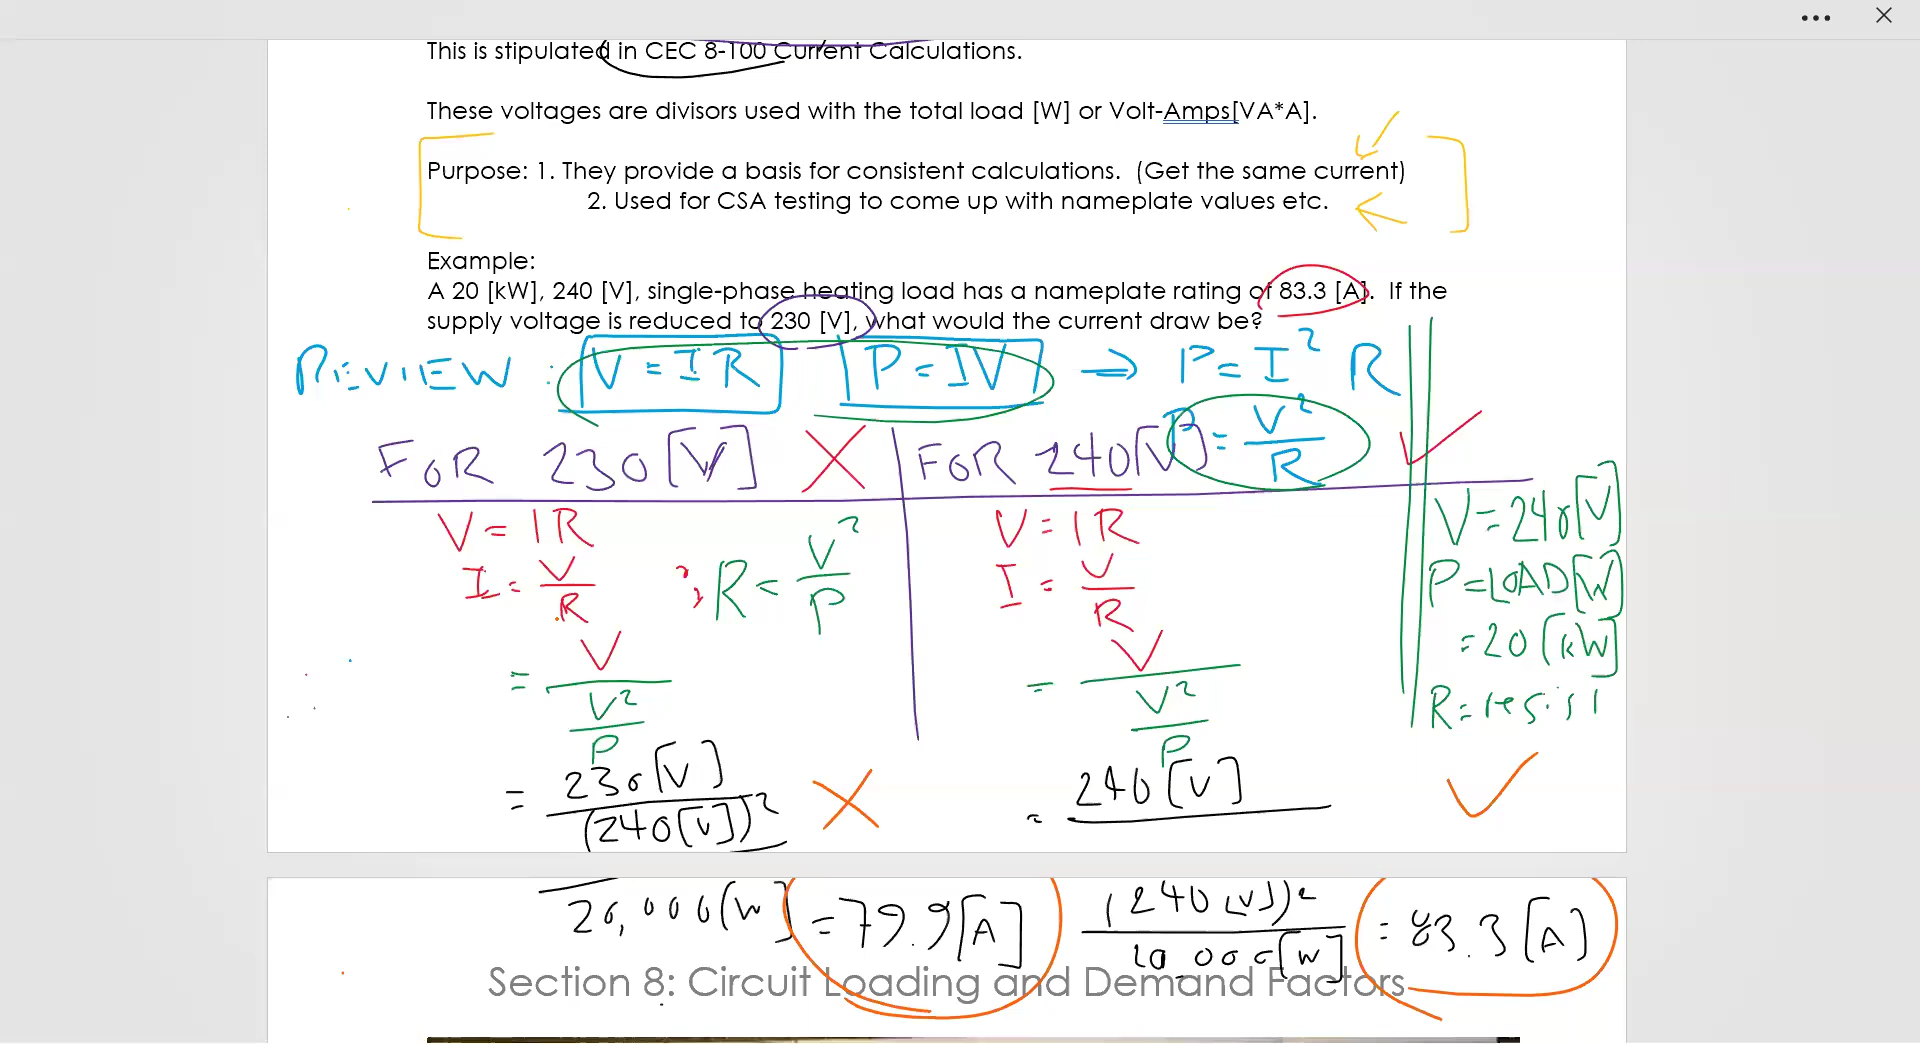 This is stipulated in CEC 8-100 Current Calculations.
These voltages are divisors used with the total load [W] or Volt-Amps[VA*A].
Purpose: 1. They provide a basis for consistent calculations.  (Get the same current)
2. Used for CSA testing to come up with nameplate values etc.
Example:
A 20 [kW], 240 [V], single-phase heating load has a nameplate rating of 83.3 [A].  If the
supply voltage is reduced to 230 [V], what would the current draw be?
REVIEW : V = IR P = IV → P = I² R
P = V²/R
FOR 230 [V] X FOR 240 [V] ✓
V = IR
I = V/R ; R = V²/P
= V/(V²/P)
= 230[V]/((240[V])²/20,000[W]) = 79.9[A] X
V = IR
I = V/R
= V/(V²/P)
= 240[V]/((240[V])²/20,000[W]) = 83.3[A] ✓
V = 240[V]
P = LOAD[W]
= 20[kW]
R = resist
Section 8: Circuit Loading and Demand Factors